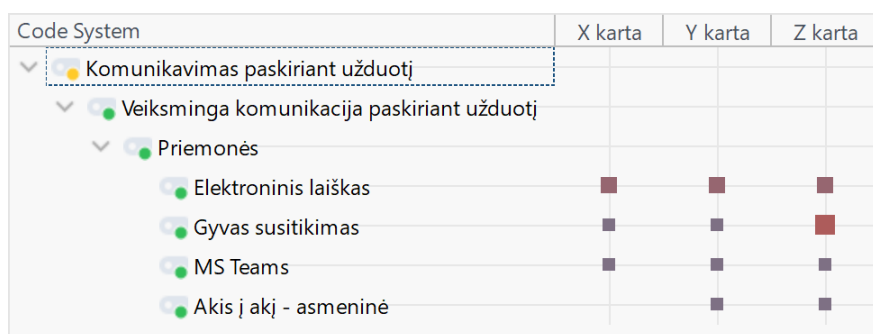 Code System X karta Y karta Z karta
Komunikavimas paskiriant užduotį
Veiksminga komunikacija paskiriant užduotį
Priemonės
Elektroninis laiškas
Gyvas susitikimas
MS Teams
Akis į akį - asmeninė